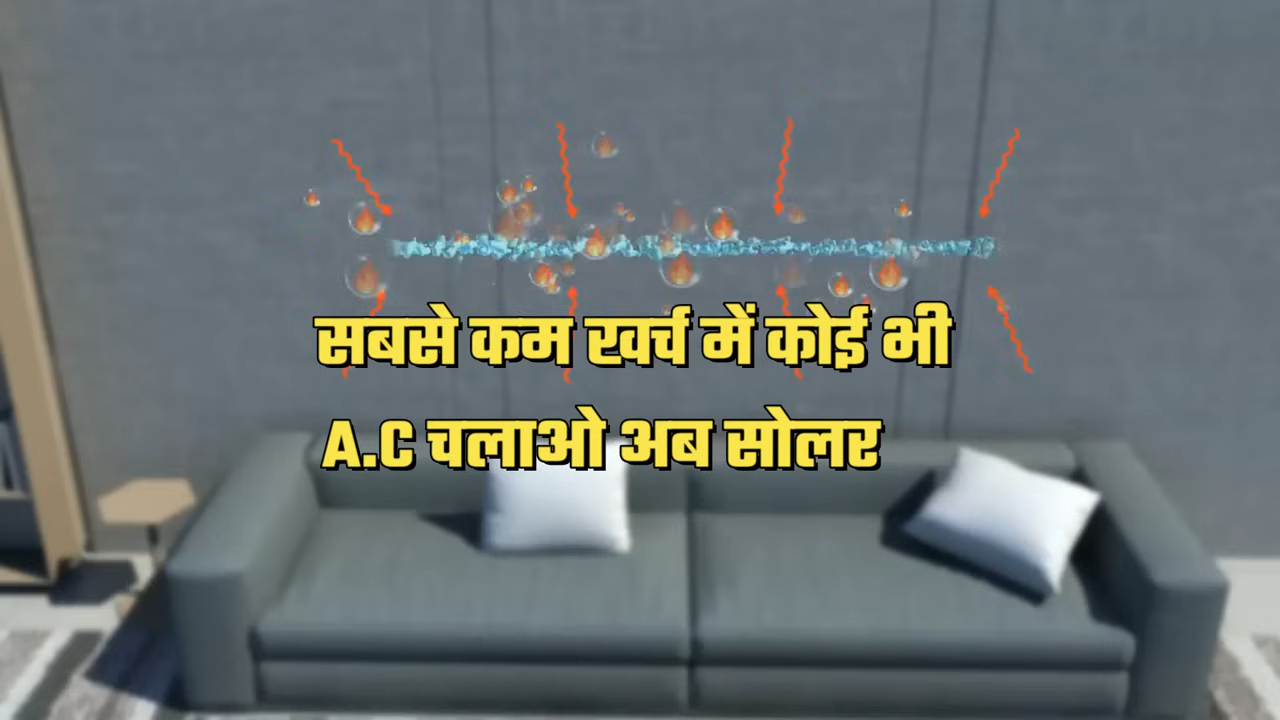 सबसे कम खर्च में कोई भी
A.C चलाओ अब सोलर